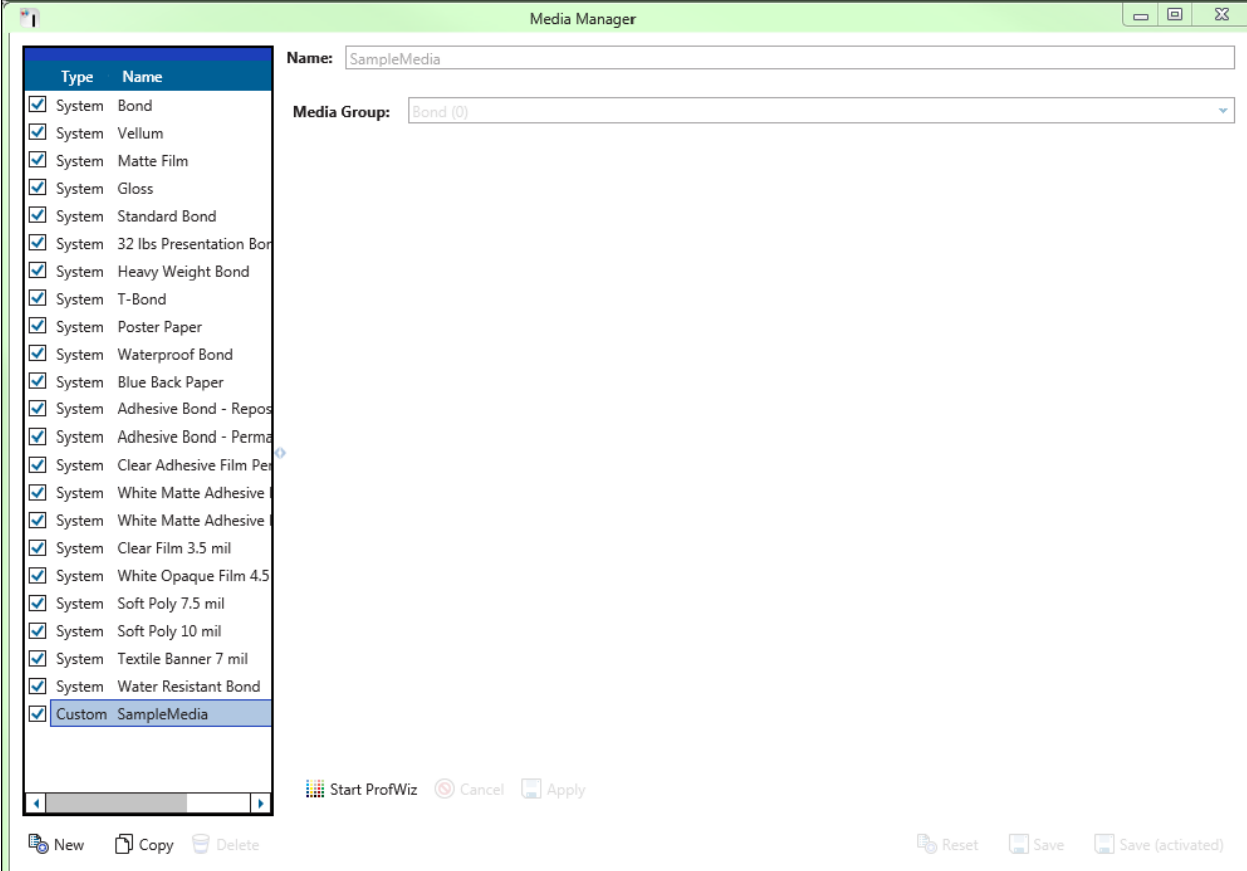 Media Manager
Name: SampleMedia
Type Name
Media Group: Bond (0)
System Bond
System Vellum
System Matte Film
System Gloss
System Standard Bond
System 32 lbs Presentation Bon
System Heavy Weight Bond
System T-Bond
System Poster Paper
System Waterproof Bond
System Blue Back Paper
System Adhesive Bond - Repos
System Adhesive Bond - Perma
System Clear Adhesive Film Per
System White Matte Adhesive
System White Matte Adhesive
System Clear Film 3.5 mil
System White Opaque Film 4.5
System Soft Poly 7.5 mil
System Soft Poly 10 mil
System Textile Banner 7 mil
System Water Resistant Bond
Custom SampleMedia
Start ProfWiz Cancel Apply
New Copy Delete Reset Save Save (activated)